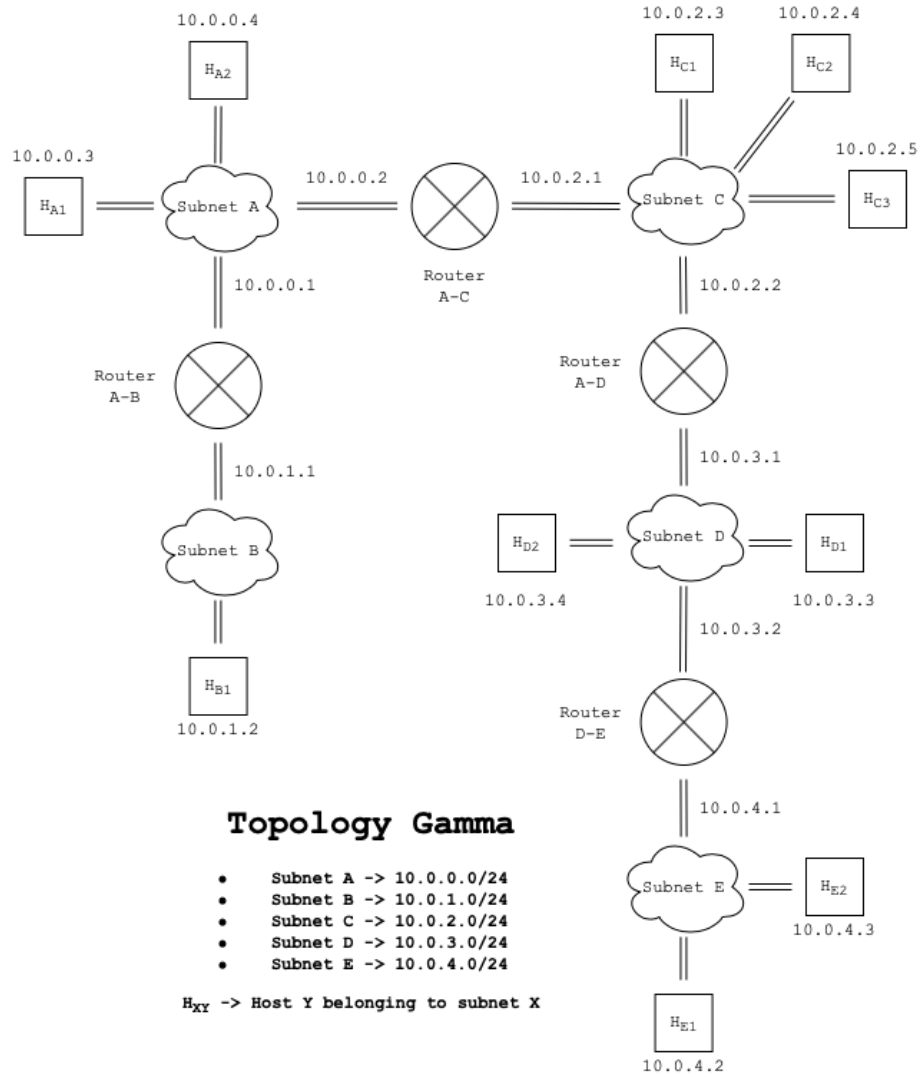 10.0.0.4
10.0.2.3
10.0.2.4
H_A2
H_C1
H_C2
10.0.0.3
10.0.2.5
10.0.0.2
10.0.2.1
H_A1
Subnet A
Subnet C
H_C3
Router
A-C
10.0.0.1
10.0.2.2
Router
A-B
Router
A-D
10.0.1.1
10.0.3.1
Subnet B
H_D2
Subnet D
H_D1
10.0.3.4
10.0.3.3
10.0.3.2
H_B1
10.0.1.2
Router
D-E
10.0.4.1
Topology Gamma
• Subnet A -> 10.0.0.0/24
• Subnet B -> 10.0.1.0/24
• Subnet C -> 10.0.2.0/24
• Subnet D -> 10.0.3.0/24
• Subnet E -> 10.0.4.0/24
H_XY -> Host Y belonging to subnet X
Subnet E
H_E2
10.0.4.3
H_E1
10.0.4.2